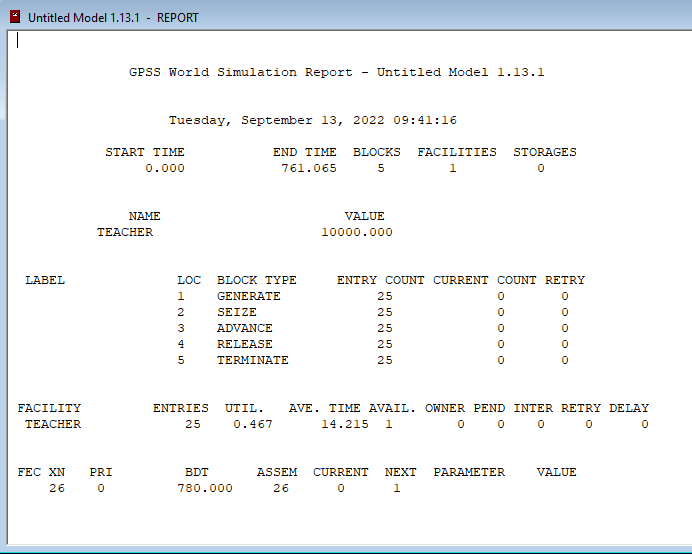 Untitled Model 1.13.1 - REPORT
GPSS World Simulation Report - Untitled Model 1.13.1
Tuesday, September 13, 2022 09:41:16
START TIME END TIME BLOCKS FACILITIES STORAGES
0.000 761.065 5 1 0
NAME VALUE
TEACHER 10000.000
LABEL LOC BLOCK TYPE ENTRY COUNT CURRENT COUNT RETRY
1 GENERATE 25 0 0
2 SEIZE 25 0 0
3 ADVANCE 25 0 0
4 RELEASE 25 0 0
5 TERMINATE 25 0 0
FACILITY ENTRIES UTIL. AVE. TIME AVAIL. OWNER PEND INTER RETRY DELAY
TEACHER 25 0.467 14.215 1 0 0 0 0 0
FEC XN PRI BDT ASSEM CURRENT NEXT PARAMETER VALUE
26 0 780.000 26 0 1